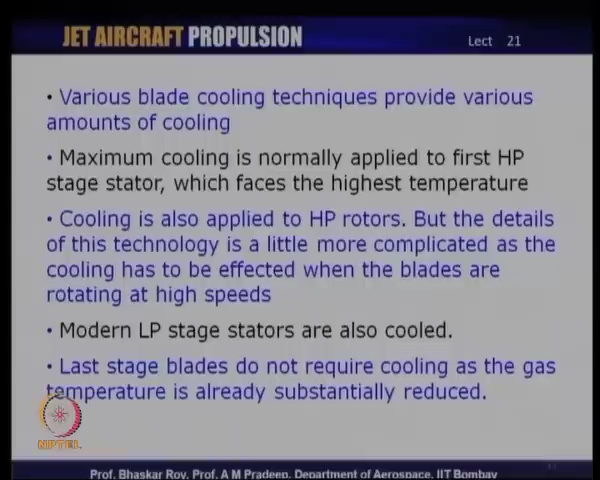 JET AIRCRAFT PROPULSION
Lect 21
• Various blade cooling techniques provide various
amounts of cooling
• Maximum cooling is normally applied to first HP
stage stator, which faces the highest temperature
• Cooling is also applied to HP rotors. But the details
of this technology is a little more complicated as the
cooling has to be effected when the blades are
rotating at high speeds
• Modern LP stage stators are also cooled.
• Last stage blades do not require cooling as the gas
temperature is already substantially reduced.
NPTEL
Prof. Bhaskar Roy, Prof. A M Pradeep, Department of Aerospace, IIT Bombay